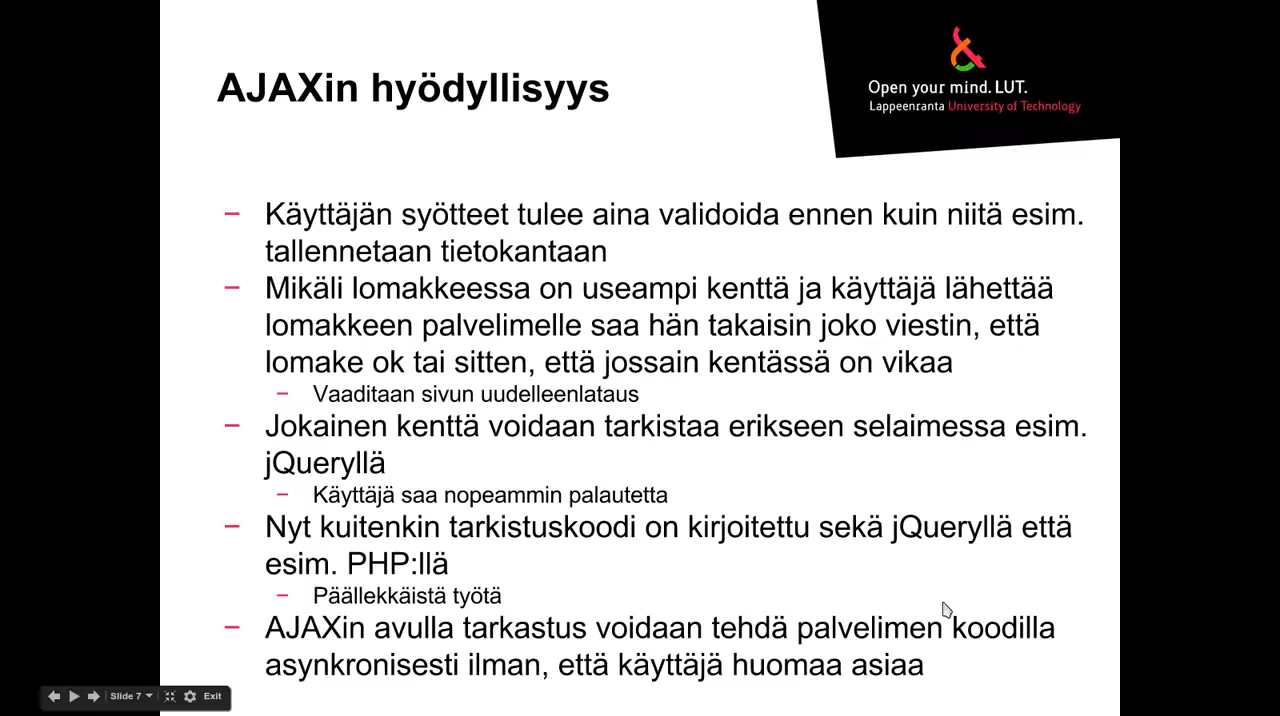 AJAXin hyödyllisyys
Open your mind. LUT.
Lappeenranta University of Technology
– Käyttäjän syötteet tulee aina validoida ennen kuin niitä esim.
tallennetaan tietokantaan
– Mikäli lomakkeessa on useampi kenttä ja käyttäjä lähettää
lomakkeen palvelimelle saa hän takaisin joko viestin, että
lomake ok tai sitten, että jossain kentässä on vikaa
– Vaaditaan sivun uudelleenlataus
– Jokainen kenttä voidaan tarkistaa erikseen selaimessa esim.
jQueryllä
– Käyttäjä saa nopeammin palautetta
– Nyt kuitenkin tarkistuskoodi on kirjoitettu sekä jQueryllä että
esim. PHP:llä
– Päällekkäistä työtä
– AJAXin avulla tarkastus voidaan tehdä palvelimen koodilla
asynkronisesti ilman, että käyttäjä huomaa asiaa
Slide 7 Exit